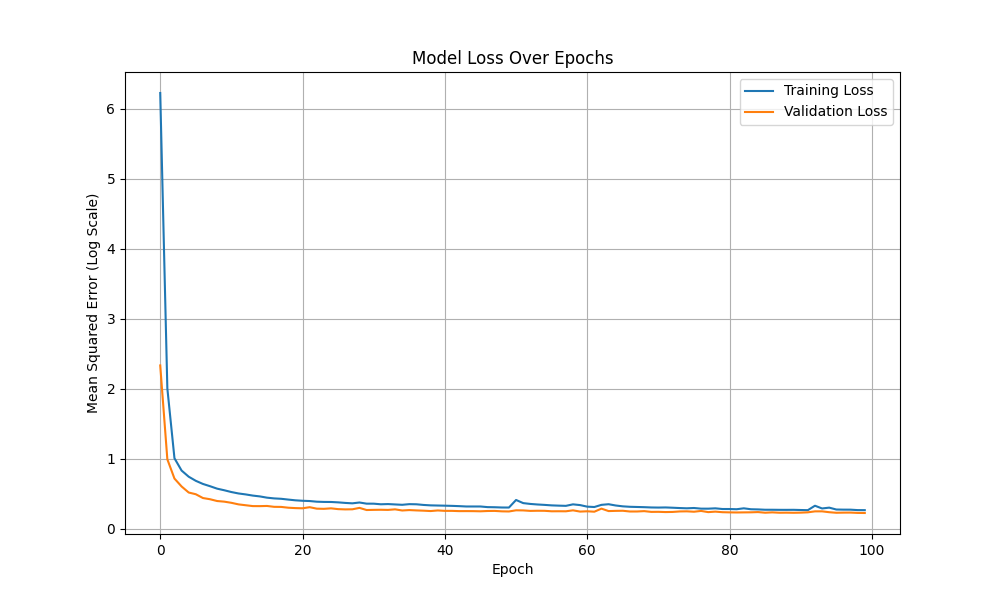 Model Loss Over Epochs
Training Loss
Validation Loss
Mean Squared Error (Log Scale)
6
5
4
3
2
1
0
0 20 40 60 80 100
Epoch